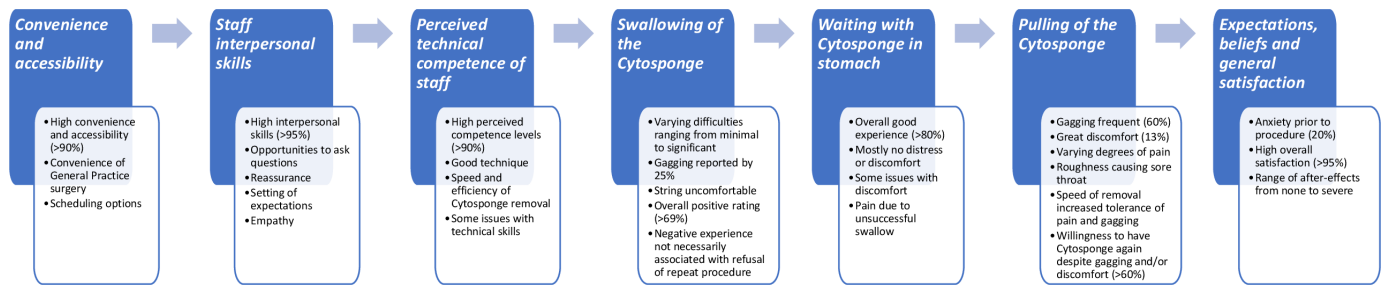 Convenience
and
accessibility
• High convenience
and accessibility
(>90%)
• Convenience of
General Practice
surgery
• Scheduling options
Staff
interpersonal
skills
• High interpersonal
skills (>95%)
• Opportunities to ask
questions
• Reassurance
• Setting of
expectations
• Empathy
Perceived
technical
competence of
staff
• High perceived
competence levels
(>90%)
• Good technique
• Speed and
efficiency of
Cytosponge removal
• Some issues with
technical skills
Swallowing of
the
Cytosponge
• Varying difficulties
ranging from minimal
to significant
• Gagging reported by
25%
• String uncomfortable
• Overall positive rating
(>69%)
• Negative experience
not necessarily
associated with refusal
of repeat procedure
Waiting with
Cytosponge in
stomach
• Overall good
experience (>80%)
• Mostly no distress
or discomfort
• Some issues with
discomfort
• Pain due to
unsuccessful
swallow
Pulling of the
Cytosponge
• Gagging frequent (60%)
• Great discomfort (13%)
• Varying degrees of pain
• Roughness causing sore
throat
• Speed of removal
increased tolerance of
pain and gagging
• Willingness to have
Cytosponge again
despite gagging and/or
discomfort (>60%)
Expectations,
beliefs and
general
satisfaction
• Anxiety prior to
procedure (20%)
• High overall
satisfaction (>95%)
• Range of after-effects
from none to severe